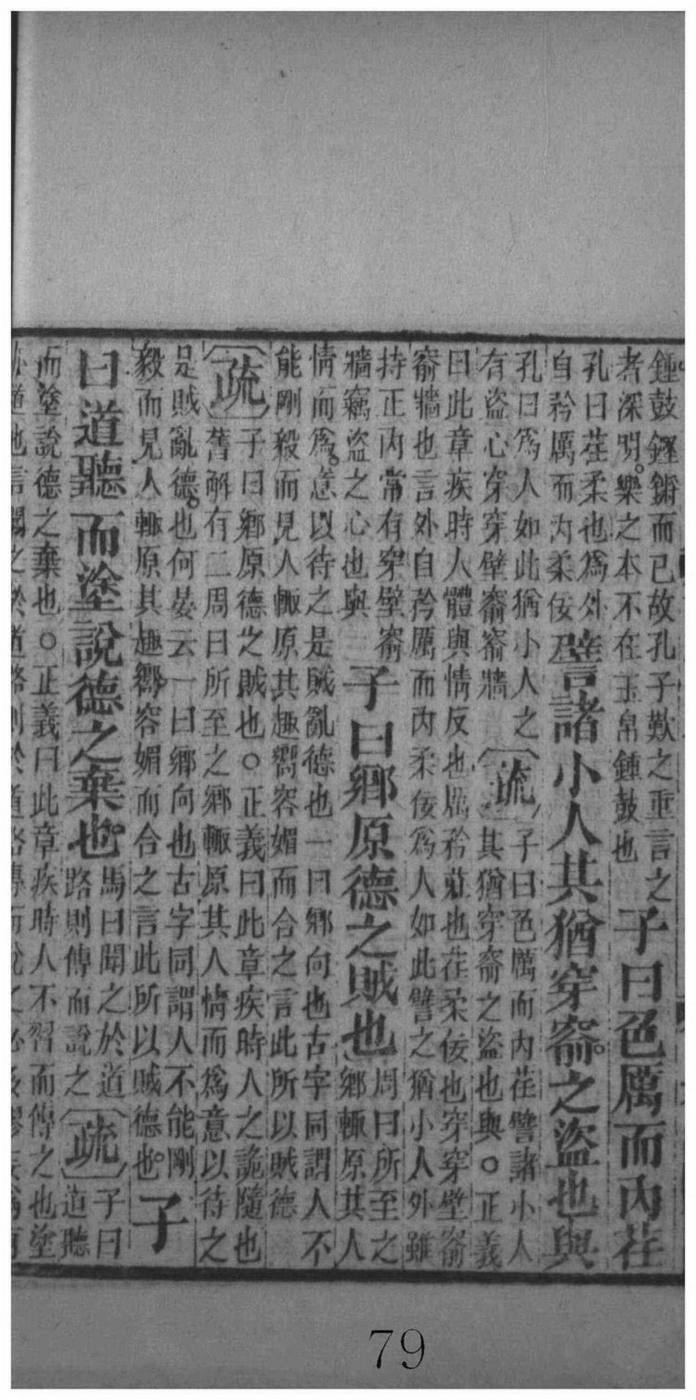 鍾鼓鏗鏘而已故孔子歎之重言之
者深明樂之本不在玉帛鍾鼓也
子曰色厲而內荏
孔曰荏柔也爲外
自矜厲而內柔佞
譬諸小人其猶穿窬之盜也與
孔曰爲人如此猶小人之
有盜心穿穿壁窬窬牆
疏
子曰色厲而內荏譬諸小人
其猶穿窬之盜也與○正義
曰此章疾時人體與情反也厲矜莊也荏柔佞也穿穿壁窬
窬牆也言外自矜厲而內柔佞爲人如此譬之猶小人外雖
持正內常有穿壁窬
牆竊盜之心也與
子曰鄉原德之賊也
周曰所至之
鄉輒原其人
情而爲意以待之是賊亂德也一曰鄉向也古字同謂人不
能剛毅而見人輒原其趣嚮容媚而合之言此所以賊德
疏
子曰鄉原德之賊也○正義曰此章疾時人之詭隨也
舊解有二周曰所至之鄉輒原其人情而爲意以待之
是賊亂德也何晏云一曰鄉向也古字同謂人不能剛
毅而見人輒原其趣嚮容媚而合之言此所以賊德也
子
曰道聽而塗說德之棄也
馬曰聞之於道
路則傳而說之
疏
子曰
道聽
而塗說德之棄也○正義曰此章疾時人不習而傳之也塗